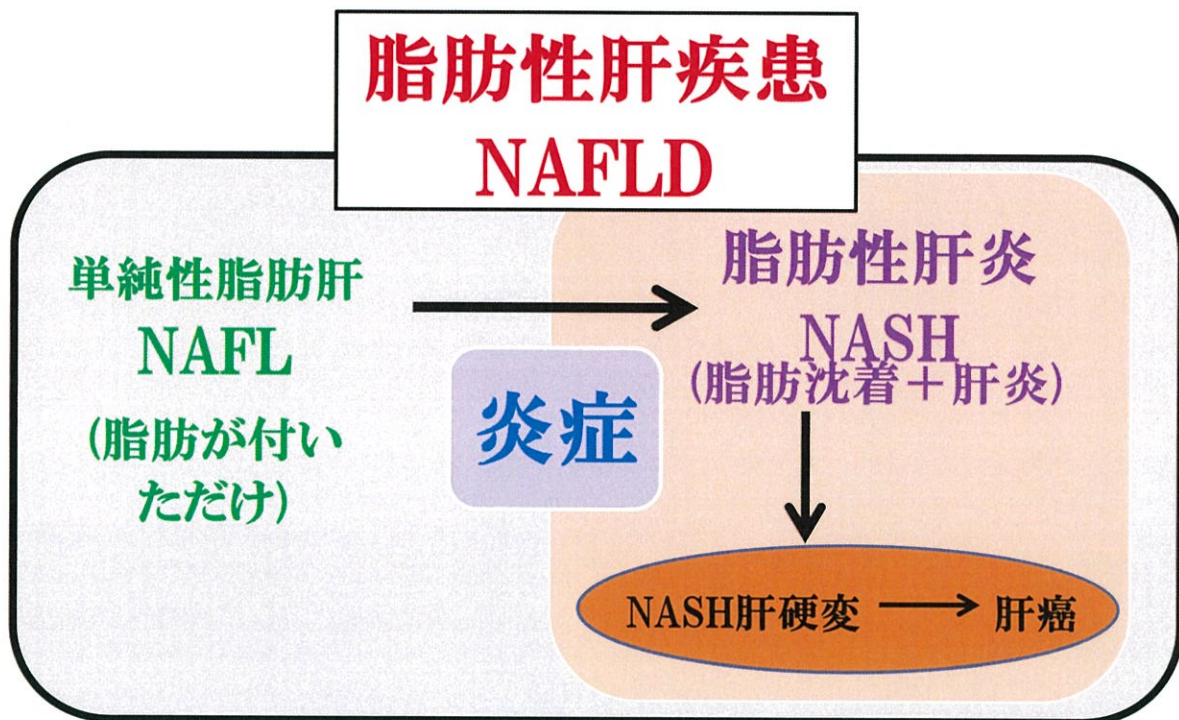 脂肪性肝疾患
NAFLD
単純性脂肪肝
NAFL
(脂肪が付い
ただけ)
炎症
脂肪性肝炎
NASH
(脂肪沈着＋肝炎)
NASH肝硬変
肝癌